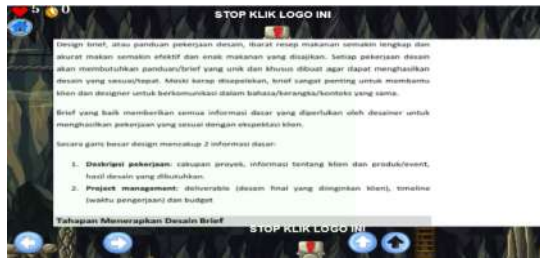 5 0
STOP KLIK LOGO INI
Design brief, atau panduan pekerjaan desain, ibarat resep makanan semakin lengkap dan
akurat makan semakin efektif dan enak makanan yang disajikan. Setiap pekerjaan desain
akan membutuhkan panduan/brief yang unik dan khusus dibuat agar dapat menghasilkan
desain yang sesuai/tepat. Meski kerap disepelekan, brief sangat penting untuk membantu
klien dan designer untuk berkomunikasi dalam bahasa/kerangka/konteks yang sama.
Brief yang baik memberikan semua informasi dasar yang diperlukan oleh desainer untuk
menghasilkan pekerjaan yang sesuai dengan ekspektasi klien.
Secara garis besar design mencakup 2 informasi dasar:
1. Deskripsi pekerjaan: cakupan proyek, informasi tentang klien dan produk/event,
hasil desain yang dibutuhkan.
2. Project management: deliverable (desain final yang diinginkan klien), timeline
(waktu pengerjaan) dan budget
Tahapan Menerapkan Desain Brief
STOP KLIK LOGO INI